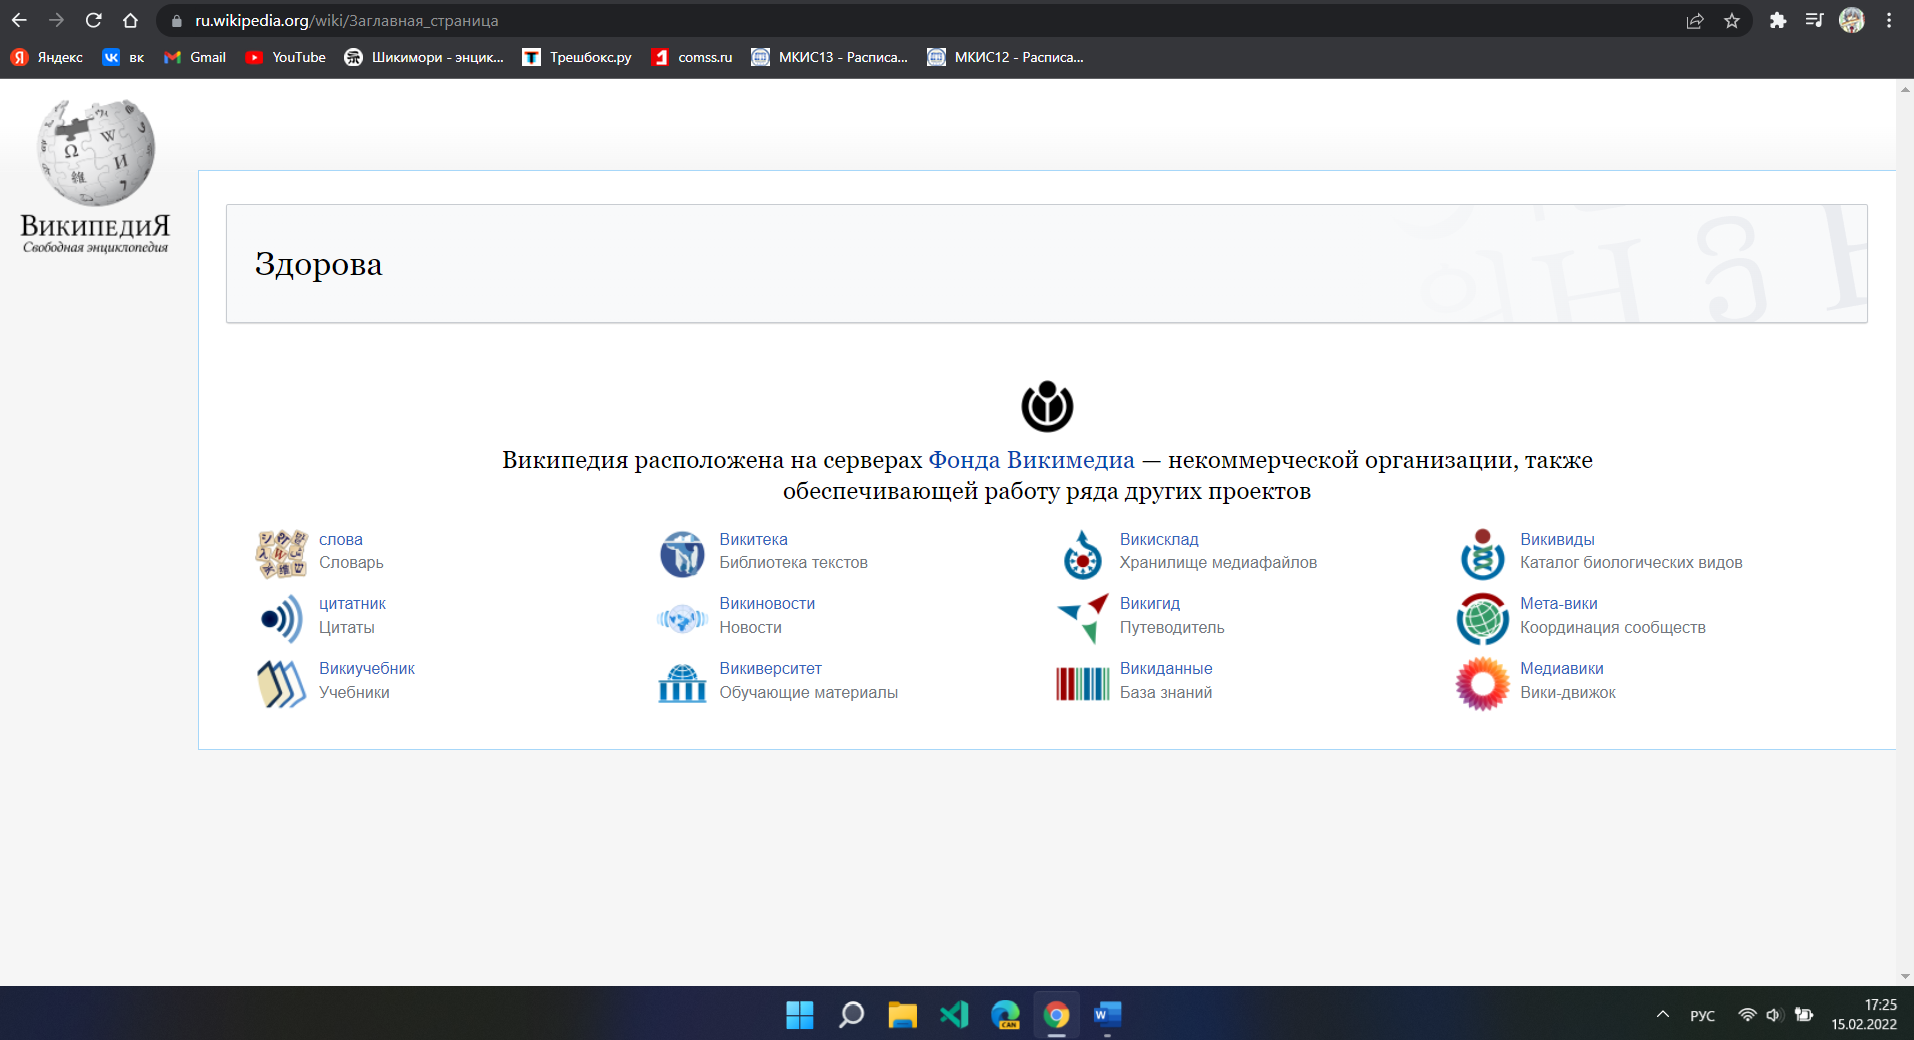 ru.wikipedia.org/wiki/Заглавная_страница
Яндекс вк Gmail YouTube Шикимори - энцик... Трешбокс.ру comss.ru МКИС13 - Расписа... МКИС12 - Расписа...
ВикипедиЯ
Свободная энциклопедия
Здорова
Википедия расположена на серверах Фонда Викимедиа — некоммерческой организации, также
обеспечивающей работу ряда других проектов
слова
Словарь
Викитека
Библиотека текстов
Викисклад
Хранилище медиафайлов
Викивиды
Каталог биологических видов
цитатник
Цитаты
Викиновости
Новости
Викигид
Путеводитель
Мета-вики
Координация сообществ
Викиучебник
Учебники
Викиверситет
Обучающие материалы
Викиданные
База знаний
Медиавики
Вики-движок
CAN
РУС
17:25
15.02.2022